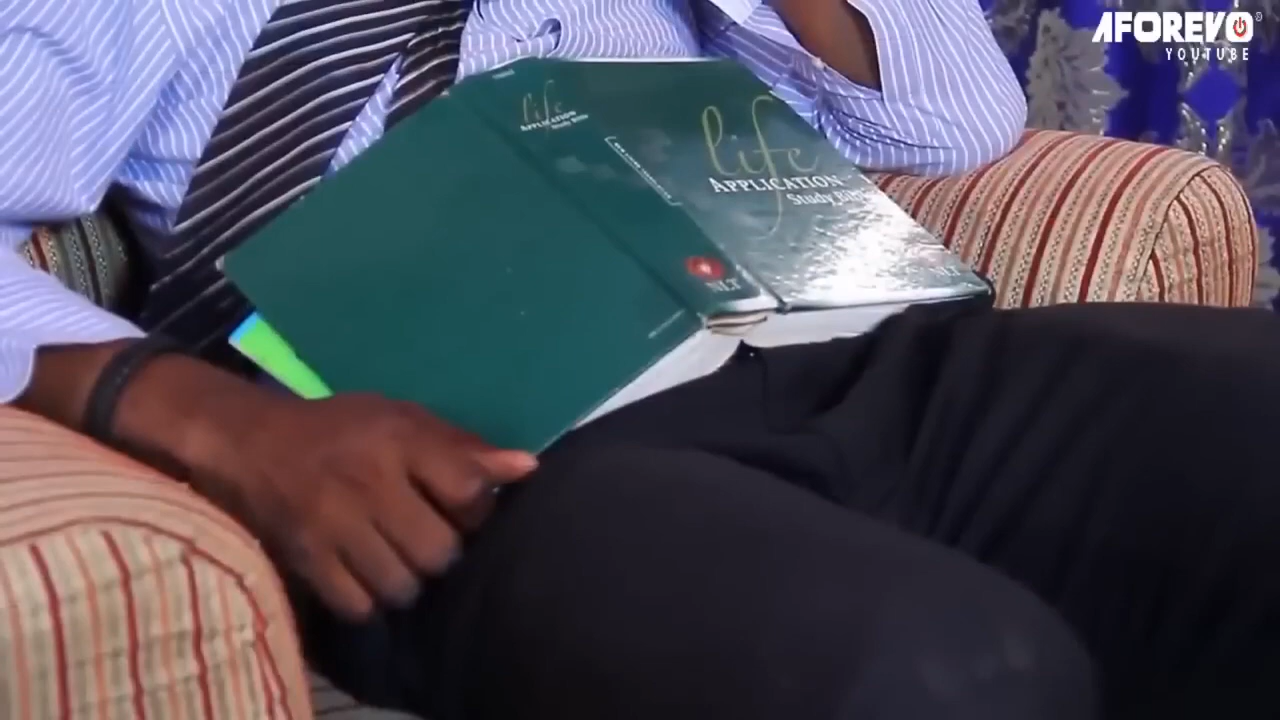 AFOREVO
YOUTUBE
life
APPLICATION
Study Bible
NLT
life
APPLICATION
Study Bible
NLT